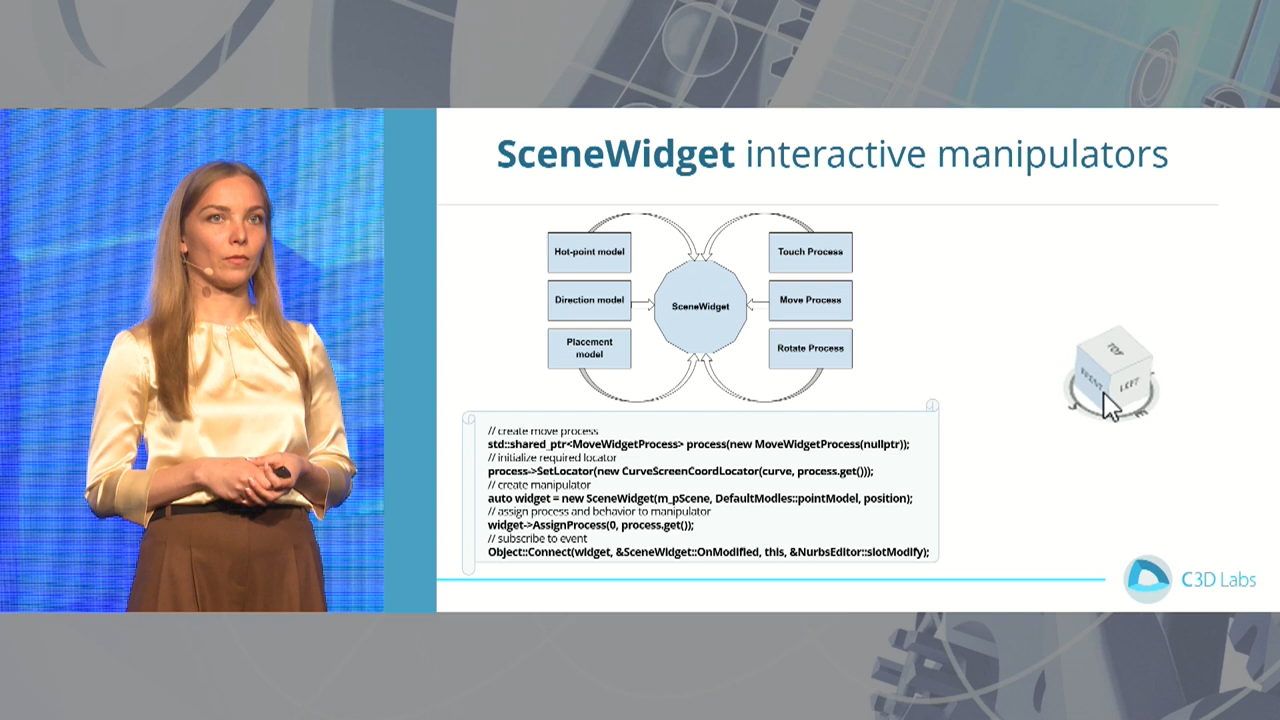 SceneWidget interactive manipulators
Hot-point model
Touch Process
Direction model
SceneWidget
Move Process
Placement
model
Rotate Process
TOP
FRONT
LEFT
// create move process
std::shared_ptr<MoveWidgetProcess> process(new MoveWidgetProcess(nullptr));
// initialize required locator
process->SetLocator(new CurveScreenCoordLocator(curve, process.get()));
// create manipulator
auto widget = new SceneWidget(m_pScene, DefaultModles::pointModel, position);
// assign process and behavior to manipulator
widget->AssignProcess(0, process.get());
// subscribe to event
Object::Connect(widget, &SceneWidget::OnModified, this, &NurbsEditor::slotModify);
C3D Labs